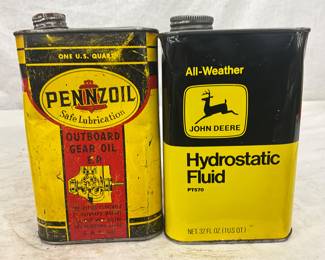 ONE U.S. QUART
PENNZOIL
Safe Lubrication
OUTBOARD
GEAR OIL
E.P.
All-Weather
JOHN DEERE
Hydrostatic
Fluid
PT570
NET 32 FL. OZ. (1 U.S. QT.)